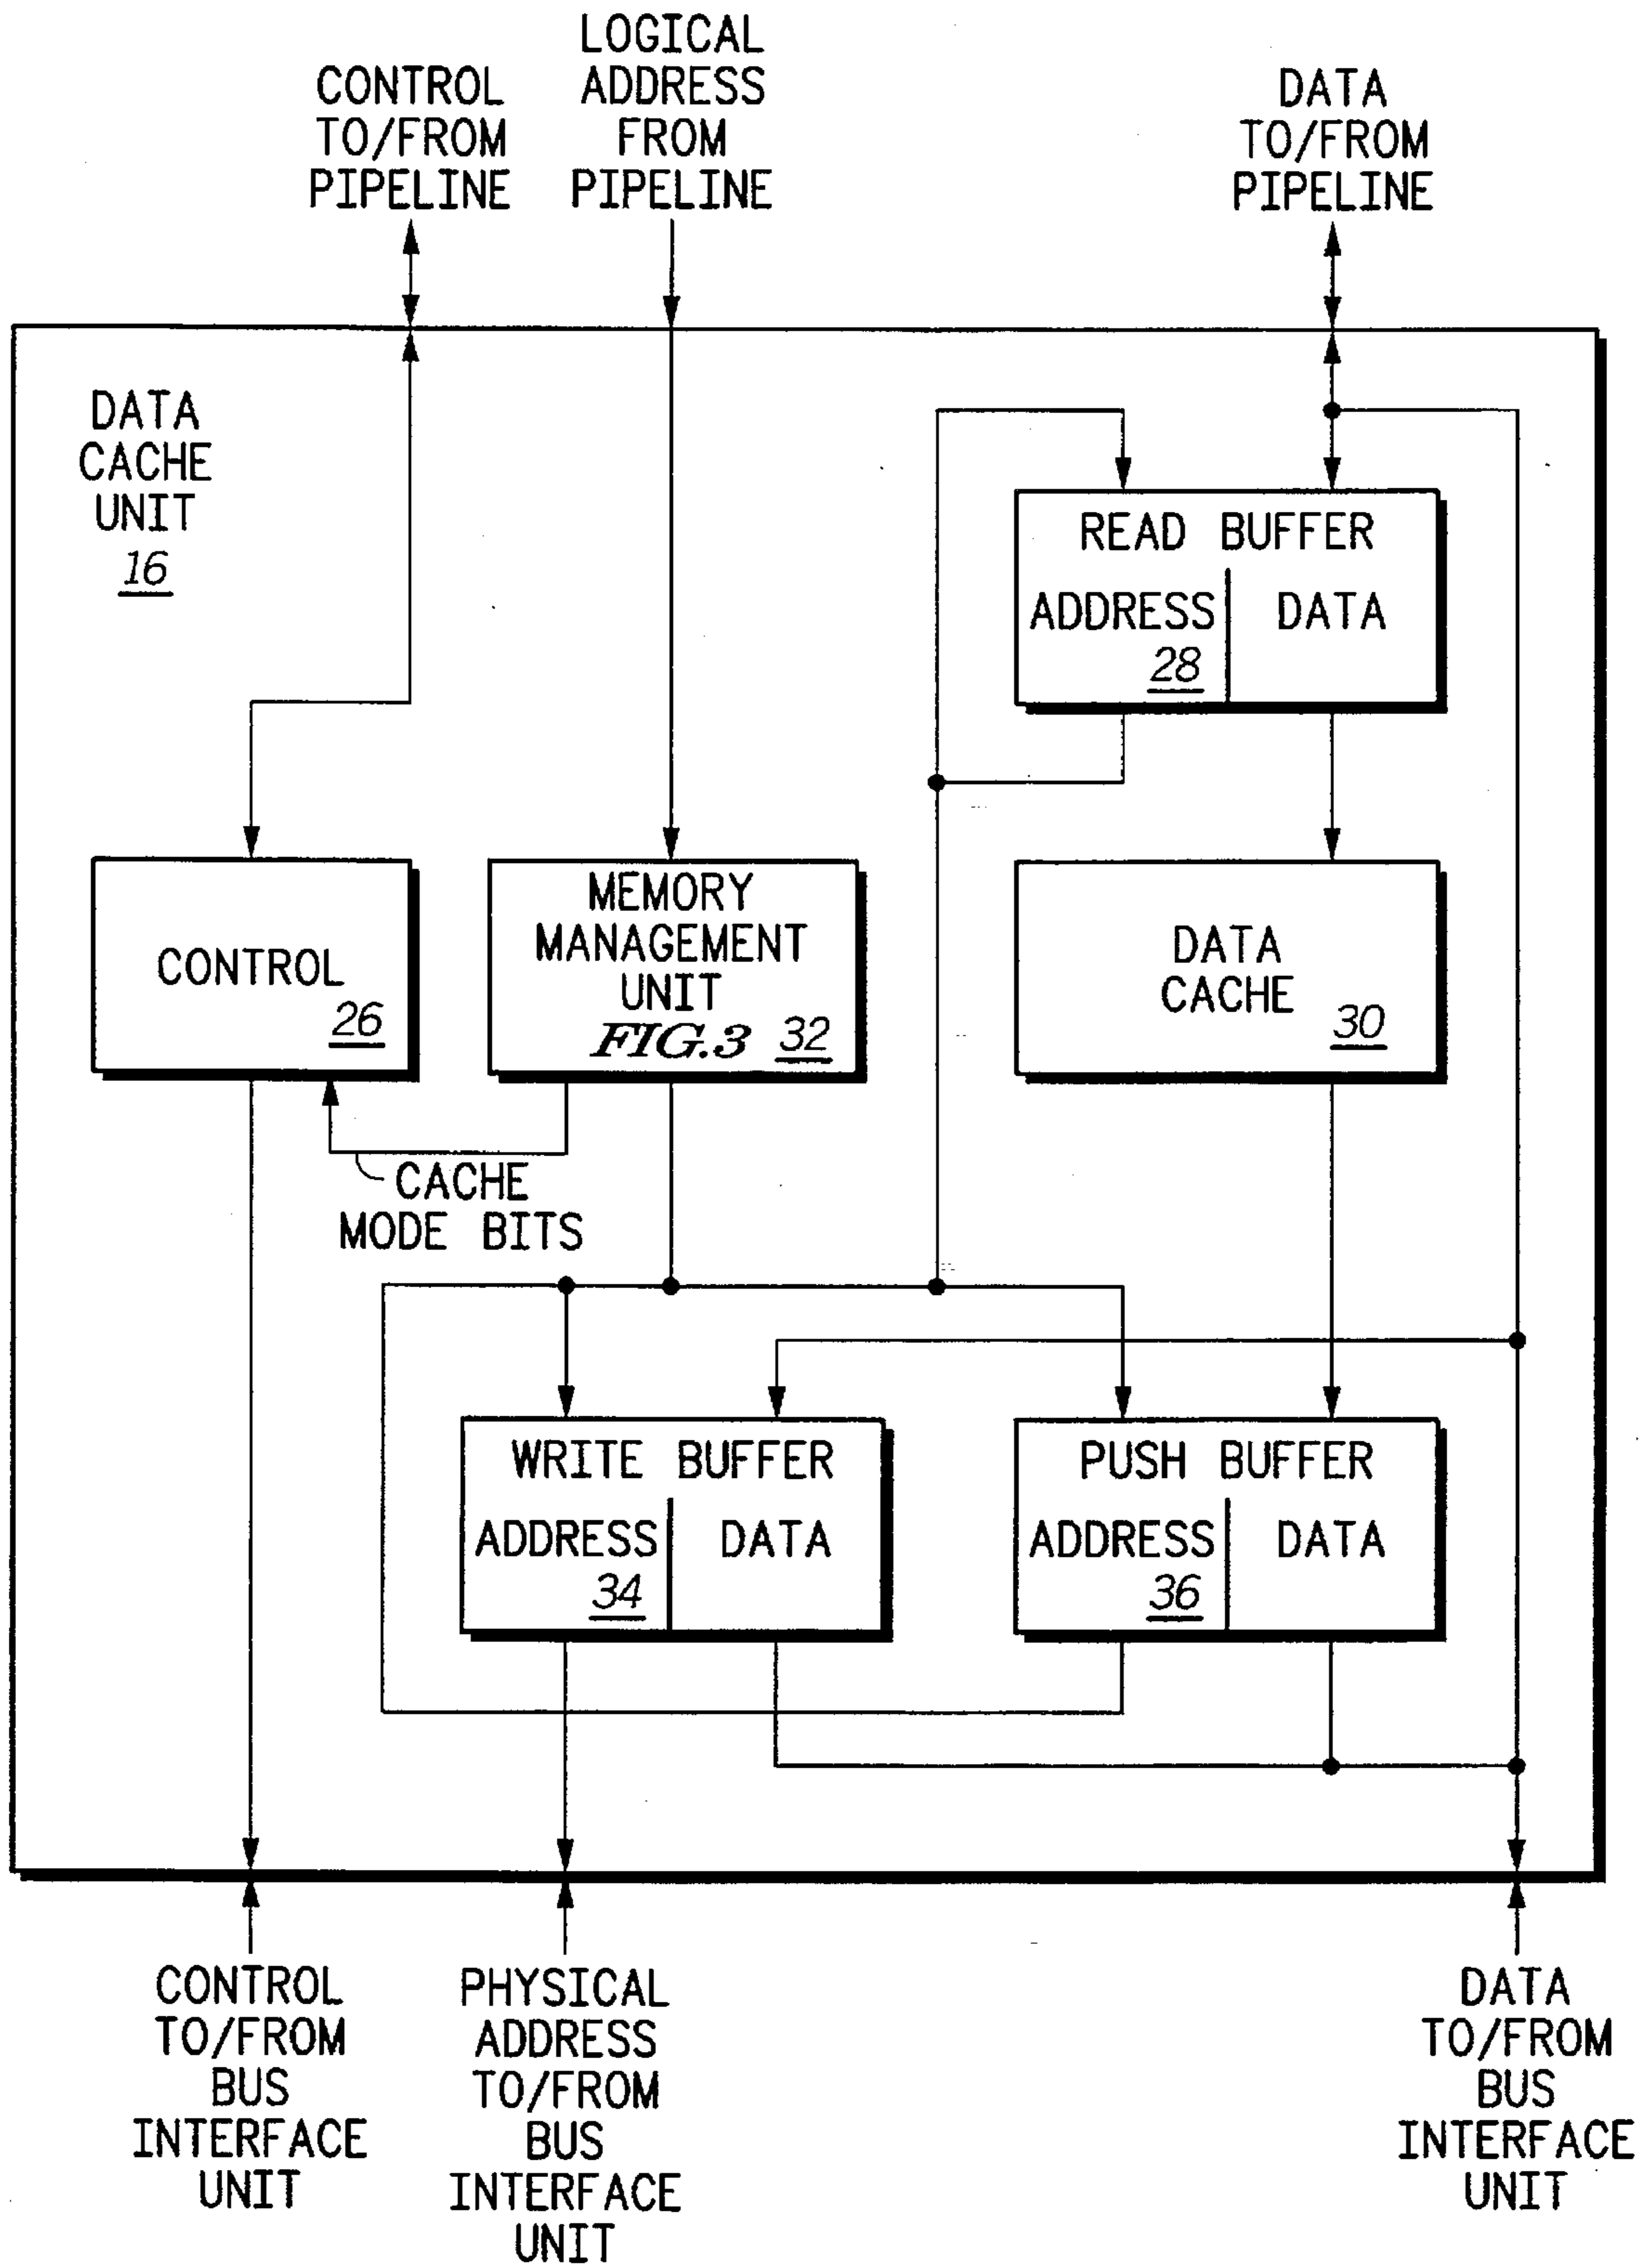 CONTROL
TO/FROM
PIPELINE
LOGICAL
ADDRESS
FROM
PIPELINE
DATA
TO/FROM
PIPELINE
DATA
CACHE
UNIT
16
READ BUFFER
ADDRESS
28
DATA
CONTROL
26
MEMORY
MANAGEMENT
UNIT
FIG.3 32
DATA
CACHE
30
CACHE
MODE BITS
WRITE BUFFER
ADDRESS
34
DATA
PUSH BUFFER
ADDRESS
36
DATA
CONTROL
TO/FROM
BUS
INTERFACE
UNIT
PHYSICAL
ADDRESS
TO/FROM
BUS
INTERFACE
UNIT
DATA
TO/FROM
BUS
INTERFACE
UNIT